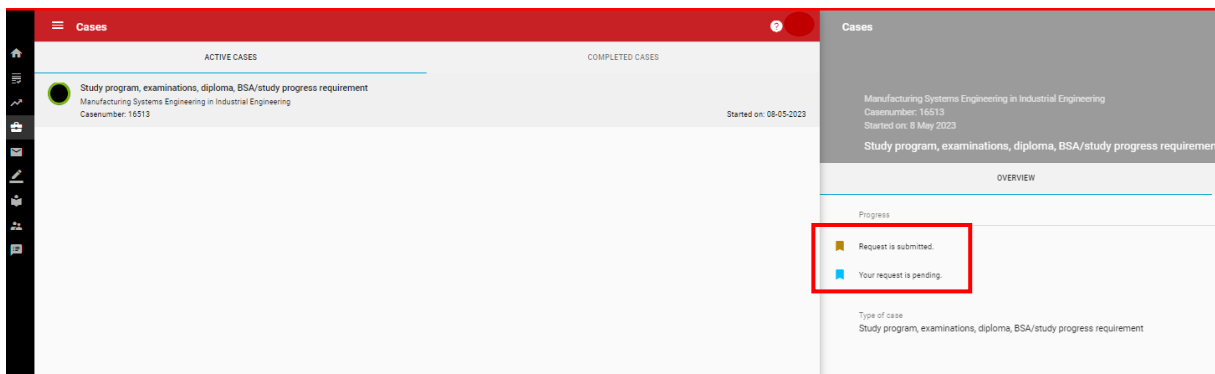 Cases
ACTIVE CASES
COMPLETED CASES
Study program, examinations, diploma, BSA/study progress requirement
Manufacturing Systems Engineering in Industrial Engineering
Casenumber: 16513
Started on: 08-05-2023
Cases
Manufacturing Systems Engineering in Industrial Engineering
Casenumber: 16513
Started on: 8 May 2023
Study program, examinations, diploma, BSA/study progress requiremen
OVERVIEW
Progress
Request is submitted.
Your request is pending.
Type of case
Study program, examinations, diploma, BSA/study progress requirement